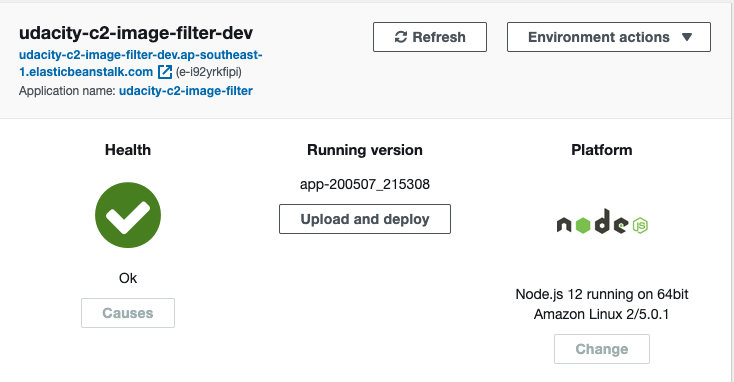 udacity-c2-image-filter-dev
Refresh
Environment actions
udacity-c2-image-filter-dev.ap-southeast-
1.elasticbeanstalk.com (e-i92yrkfipi)
Application name: udacity-c2-image-filter
Health
Running version
Platform
app-200507_215308
Upload and deploy
node
JS
Ok
Causes
Node.js 12 running on 64bit
Amazon Linux 2/5.0.1
Change